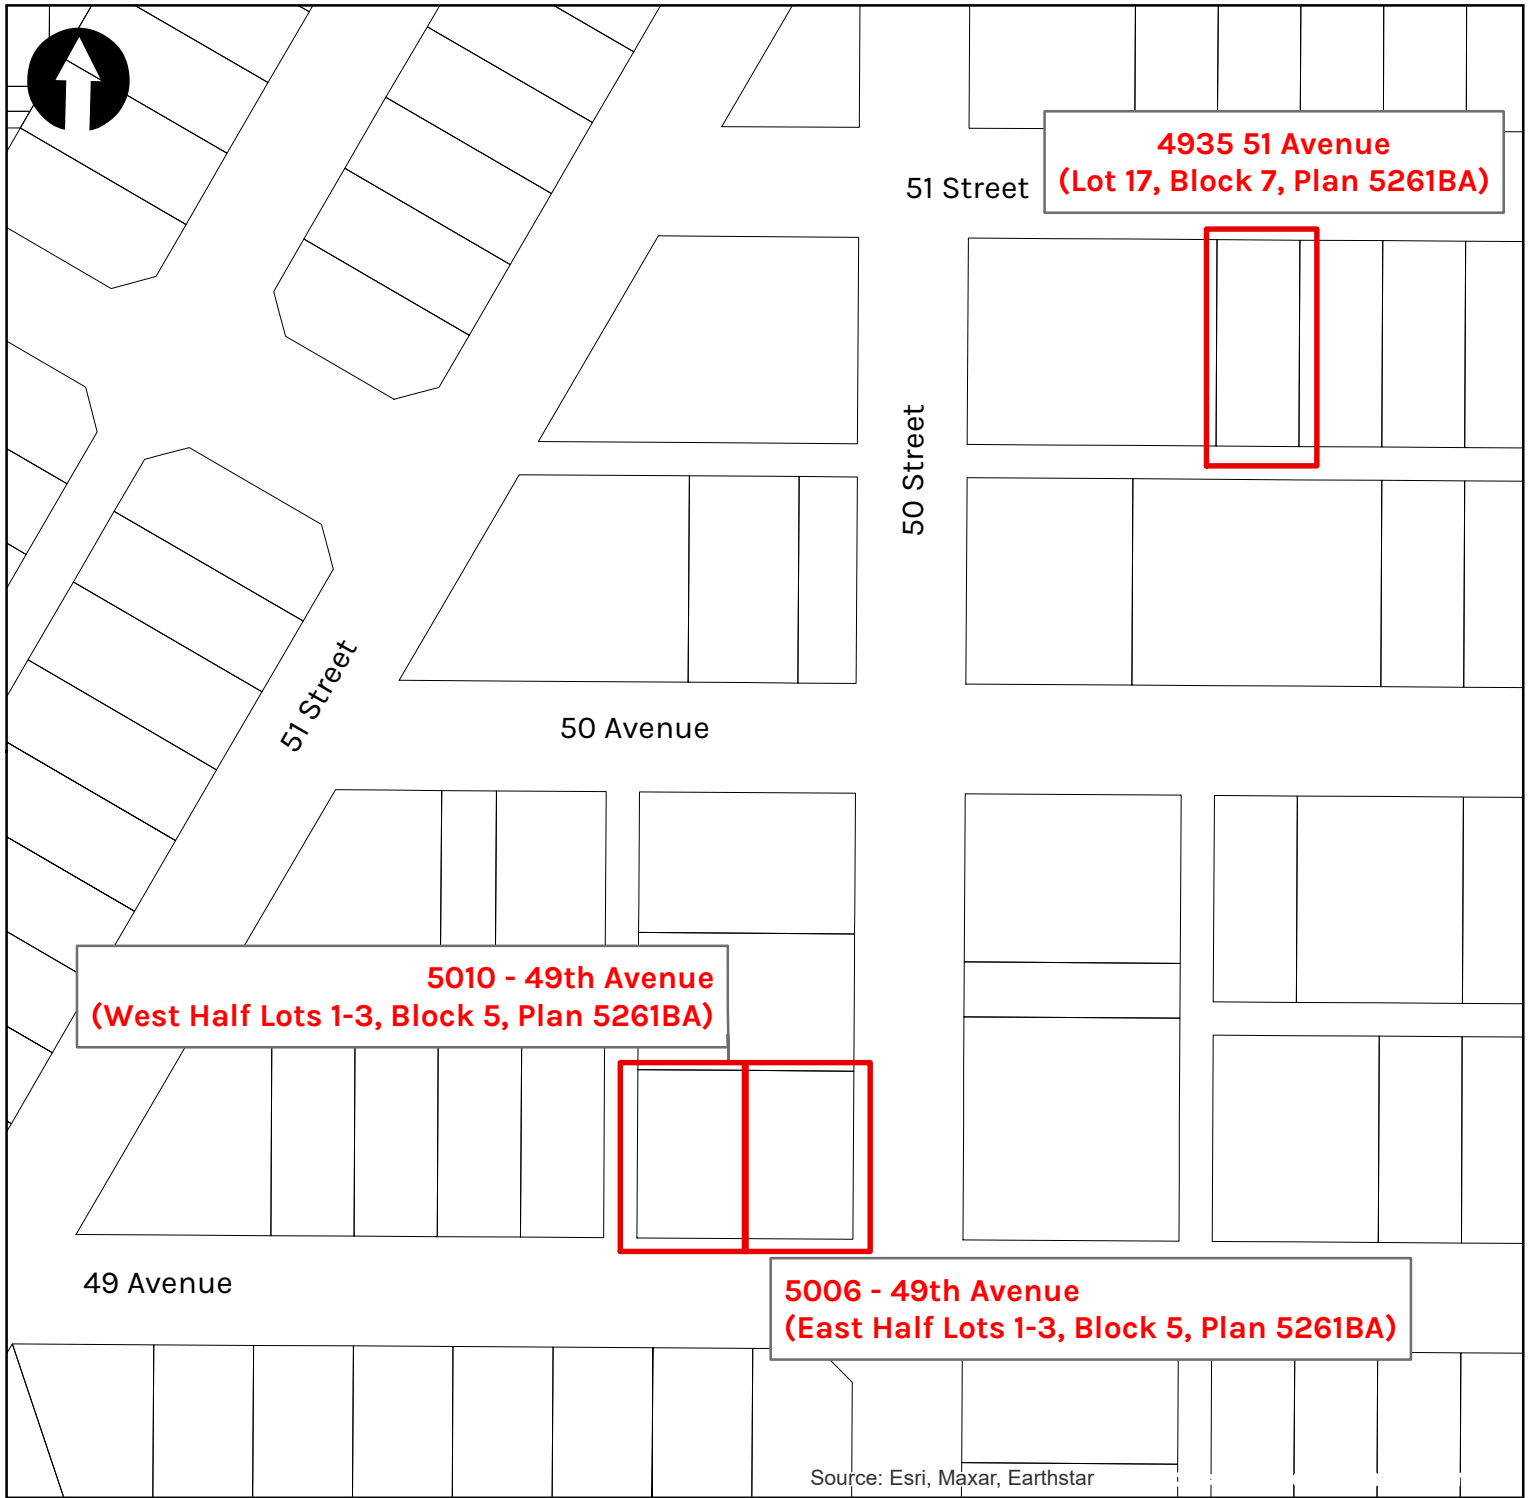 4935 51 Avenue
(Lot 17, Block 7, Plan 5261BA)
51 Street
50 Street
51 Street
50 Avenue
5010 - 49th Avenue
(West Half Lots 1-3, Block 5, Plan 5261BA)
49 Avenue
5006 - 49th Avenue
(East Half Lots 1-3, Block 5, Plan 5261BA)
Source: Esri, Maxar, Earthstar